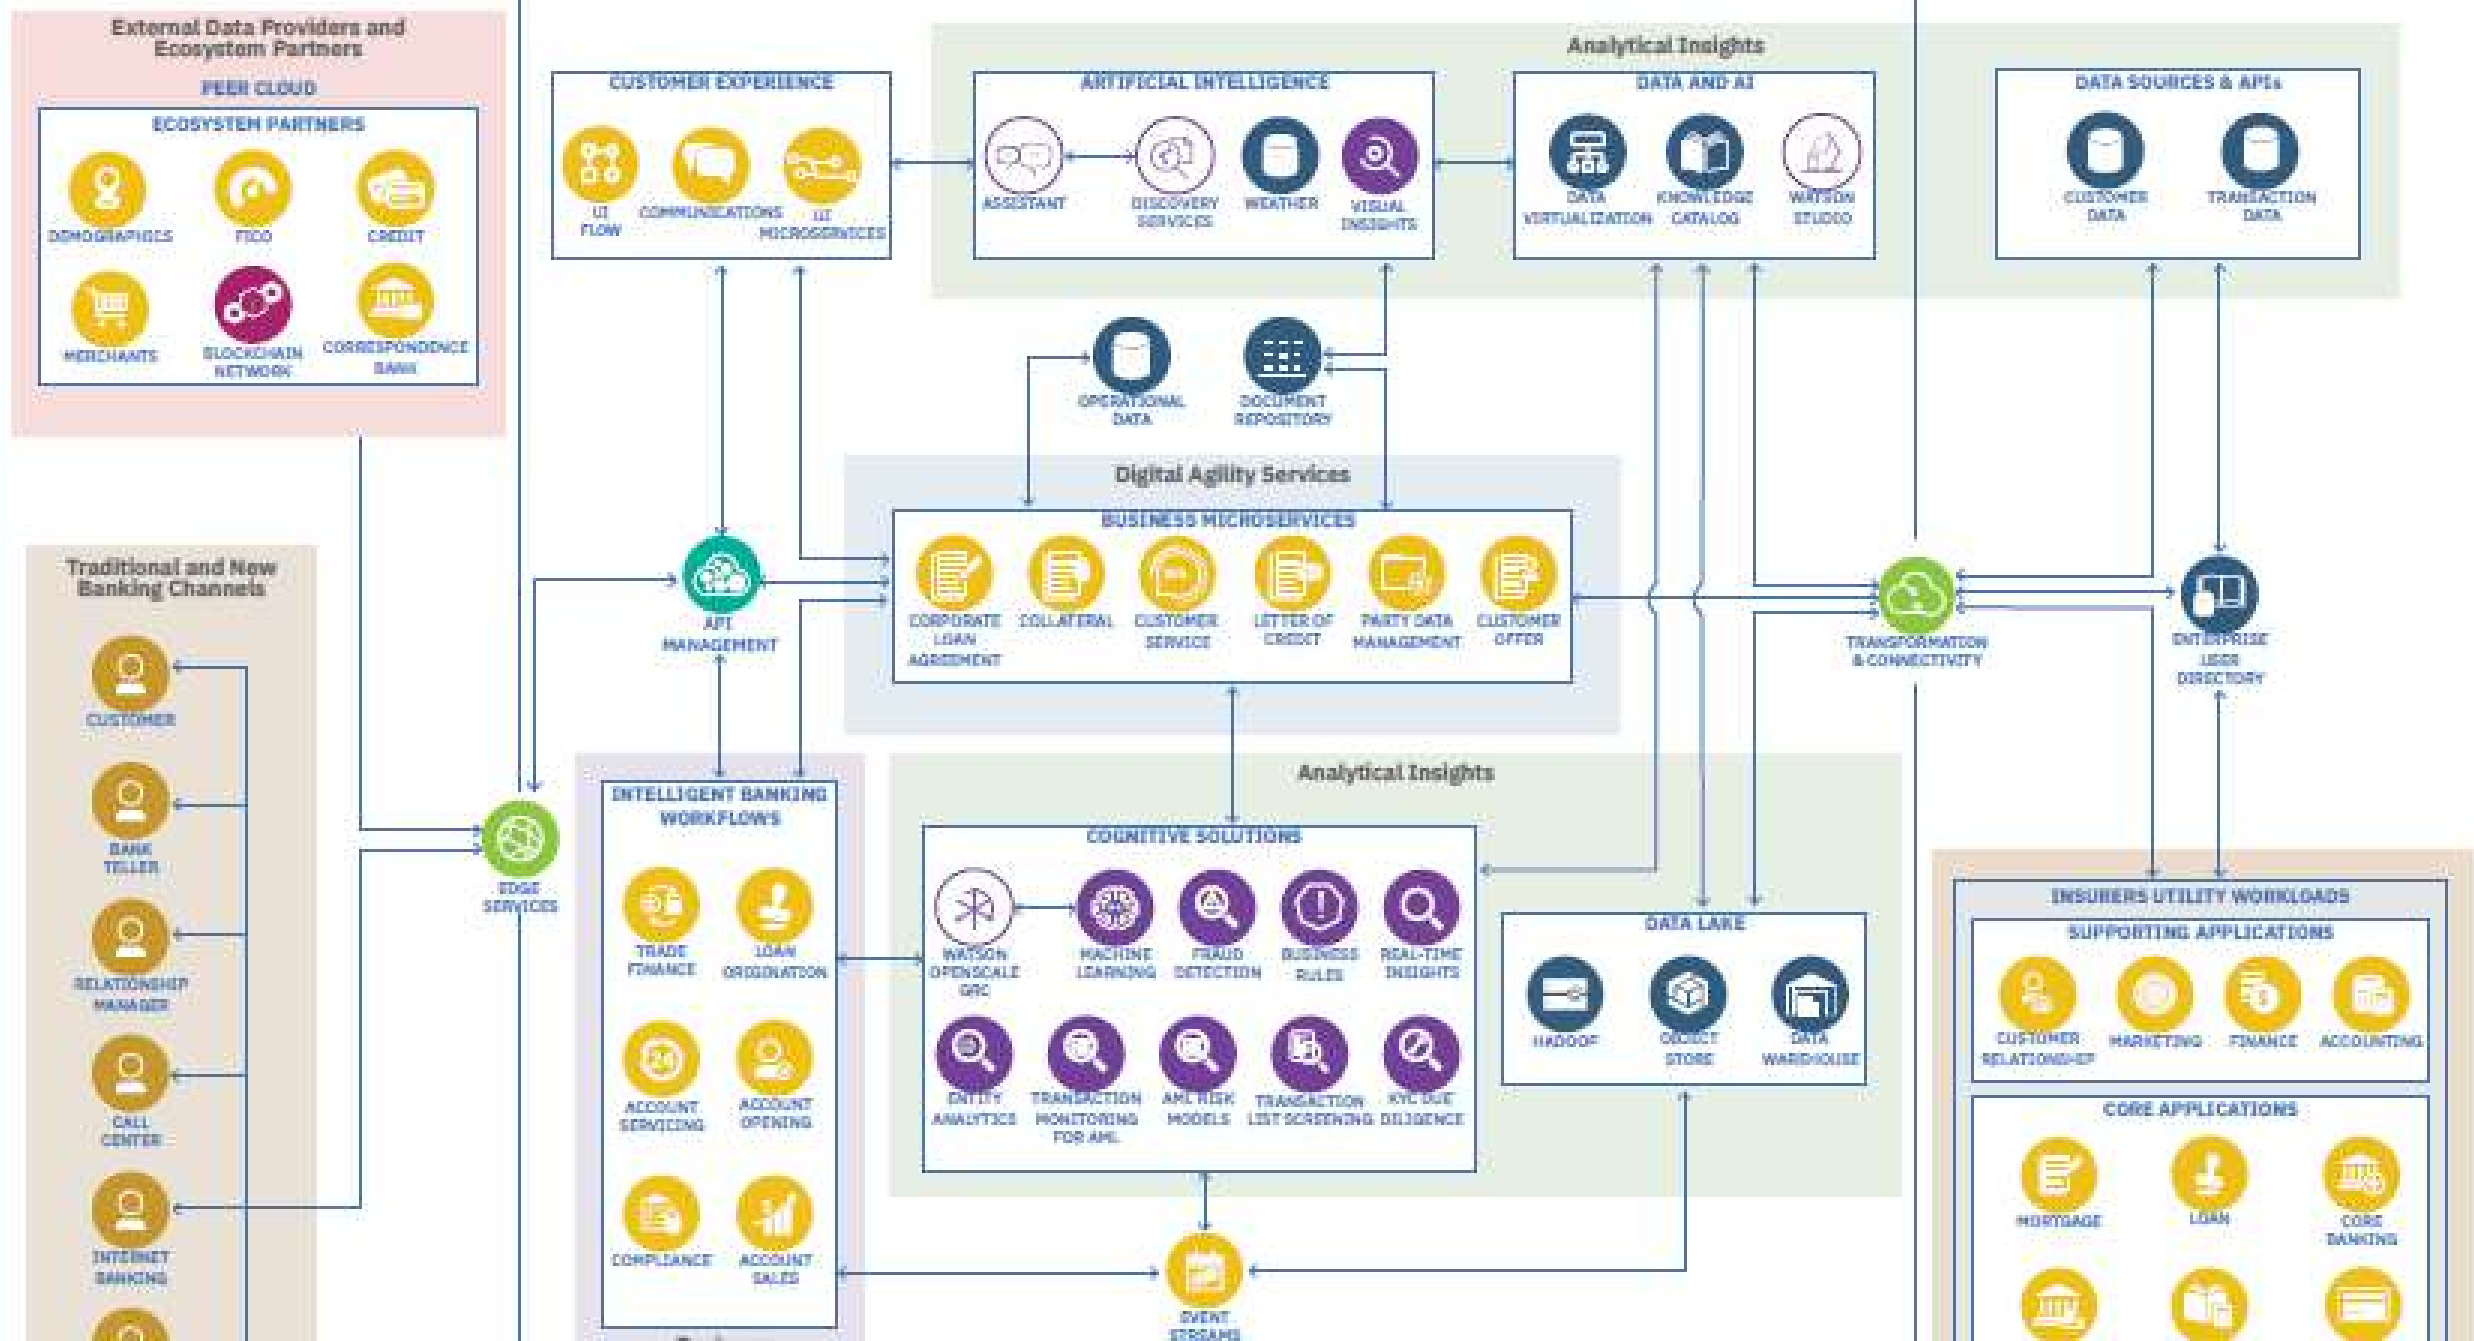 External Data Providers and
Ecosystem Partners
PEER CLOUD
ECOSYSTEM PARTNERS
DEMOGRAPHICS
FICO
CREDIT
MERCHANTS
BLOCKCHAIN
NETWORK
CORRESPONDENCE
BANK
Traditional and New
Banking Channels
CUSTOMER
BANK
TELLER
RELATIONSHIP
MANAGER
CALL
CENTER
INTERNET
BANKING
EDGE
SERVICES
CUSTOMER EXPERIENCE
UI
FLOW
COMMUNICATIONS
UI
MICROSERVICES
API
MANAGEMENT
Analytical Insights
ARTIFICIAL INTELLIGENCE
ASSISTANT
DISCOVERY
SERVICES
WEATHER
VISUAL
INSIGHTS
DATA AND AI
DATA
VIRTUALIZATION
KNOWLEDGE
CATALOG
WATSON
STUDIO
DATA SOURCES & APIs
CUSTOMER
DATA
TRANSACTION
DATA
OPERATIONAL
DATA
DOCUMENT
REPOSITORY
Digital Agility Services
BUSINESS MICROSERVICES
CORPORATE
LOAN
AGREEMENT
COLLATERAL
CUSTOMER
SERVICE
LETTER OF
CREDIT
PARTY DATA
MANAGEMENT
CUSTOMER
OFFER
TRANSFORMATION
& CONNECTIVITY
ENTERPRISE
USER
DIRECTORY
INTELLIGENT BANKING
WORKFLOWS
TRADE
FINANCE
LOAN
ORIGINATION
ACCOUNT
SERVICING
ACCOUNT
OPENING
COMPLIANCE
ACCOUNT
SALES
Analytical Insights
COGNITIVE SOLUTIONS
WATSON
OPENSCALE
GRC
MACHINE
LEARNING
FRAUD
DETECTION
BUSINESS
RULES
REAL-TIME
INSIGHTS
ENTITY
ANALYTICS
TRANSACTION
MONITORING
FOR AML
AML RISK
MODELS
TRANSACTION
LIST SCREENING
KYC DUE
DILIGENCE
DATA LAKE
HADOOP
OBJECT
STORE
DATA
WAREHOUSE
EVENT
STREAMS
INSURERS UTILITY WORKLOADS
SUPPORTING APPLICATIONS
CUSTOMER
RELATIONSHIP
MARKETING
FINANCE
ACCOUNTING
CORE APPLICATIONS
MORTGAGE
LOAN
CORE
BANKING